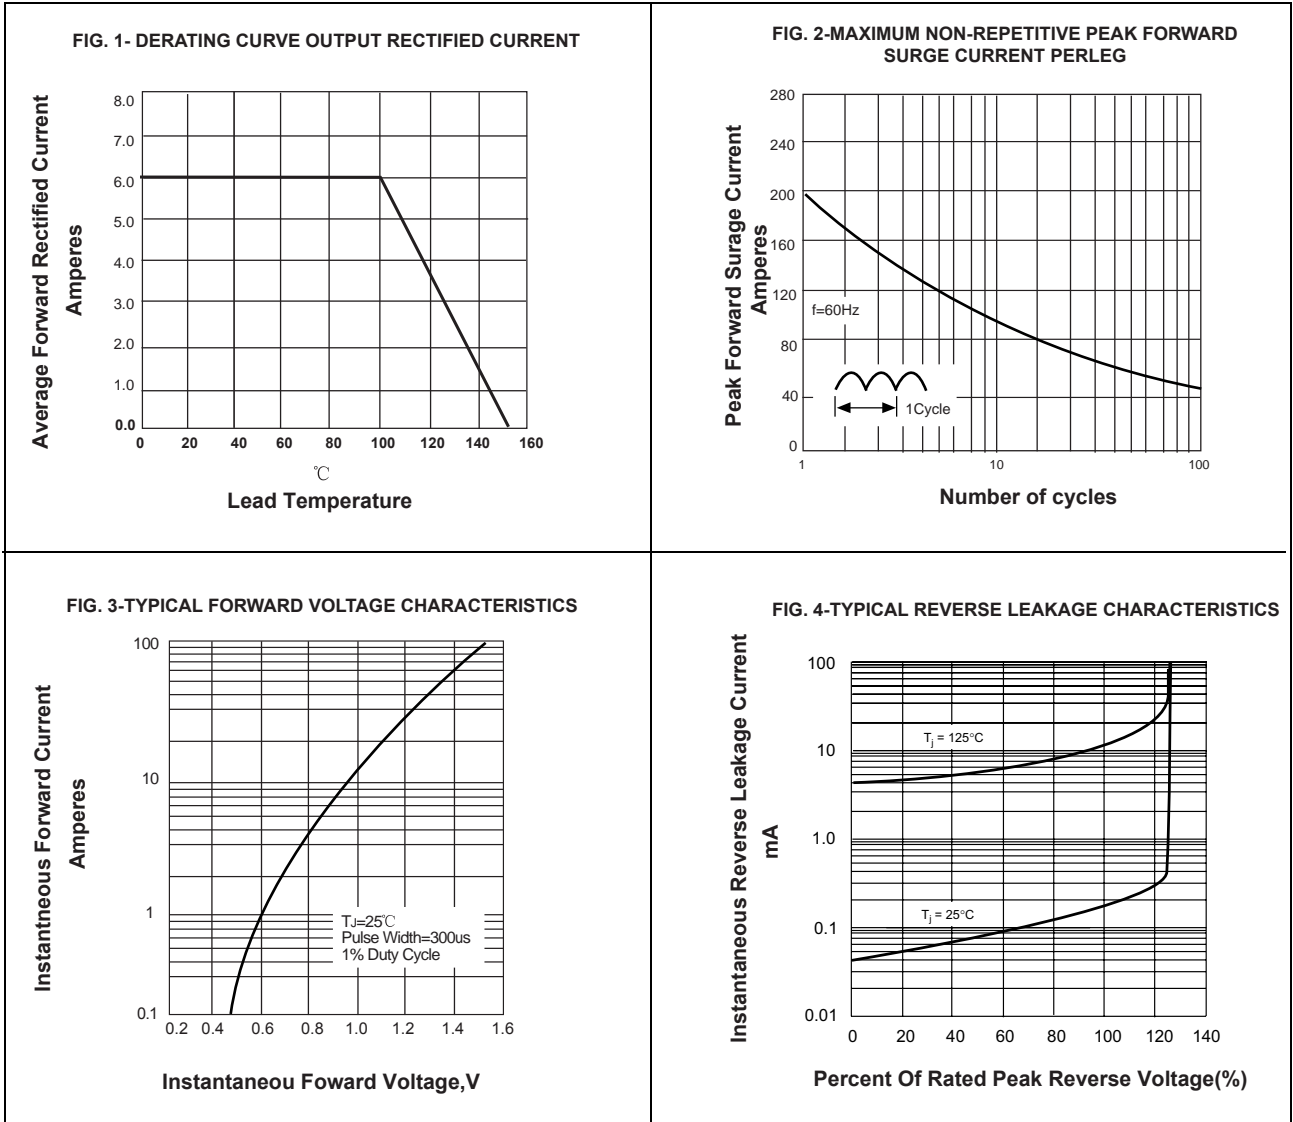 FIG. 1- DERATING CURVE OUTPUT RECTIFIED CURRENT
Average Forward Rectified Current
Amperes
8.0
7.0
6.0
5.0
4.0
3.0
2.0
1.0
0.0
0 20 40 60 80 100 120 140 160
℃
Lead Temperature
FIG. 2-MAXIMUM NON-REPETITIVE PEAK FORWARD
SURGE CURRENT PERLEG
Peak Forward Surage Current
Amperes
280
240
200
160
120
80
40
0
f=60Hz
1Cycle
1 10 100
Number of cycles
FIG. 3-TYPICAL FORWARD VOLTAGE CHARACTERISTICS
Instantneous Forward Current
Amperes
100
10
1
0.1
TJ=25℃
Pulse Width=300us
1% Duty Cycle
0.2 0.4 0.6 0.8 1.0 1.2 1.4 1.6
Instantaneou Foward Voltage,V
FIG. 4-TYPICAL REVERSE LEAKAGE CHARACTERISTICS
Instantaneous Reverse Leakage Current
mA
100
10
1.0
0.1
0.01
Tj = 125°C
Tj = 25°C
0 20 40 60 80 100 120 140
Percent Of Rated Peak Reverse Voltage(%)